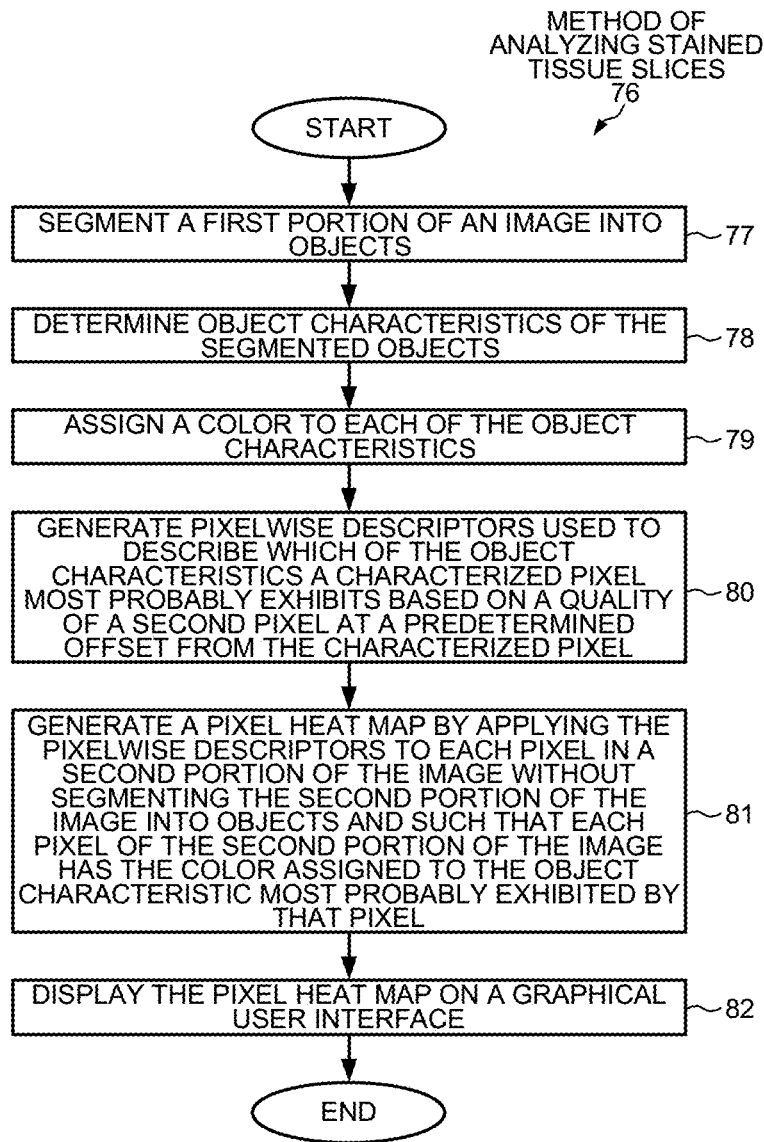 METHOD OF
ANALYZING STAINED
TISSUE SLICES
76
START
SEGMENT A FIRST PORTION OF AN IMAGE INTO
OBJECTS
77
DETERMINE OBJECT CHARACTERISTICS OF THE
SEGMENTED OBJECTS
78
ASSIGN A COLOR TO EACH OF THE OBJECT
CHARACTERISTICS
79
GENERATE PIXELWISE DESCRIPTORS USED TO
DESCRIBE WHICH OF THE OBJECT
CHARACTERISTICS A CHARACTERIZED PIXEL
MOST PROBABLY EXHIBITS BASED ON A QUALITY
OF A SECOND PIXEL AT A PREDETERMINED
OFFSET FROM THE CHARACTERIZED PIXEL
80
GENERATE A PIXEL HEAT MAP BY APPLYING THE
PIXELWISE DESCRIPTORS TO EACH PIXEL IN A
SECOND PORTION OF THE IMAGE WITHOUT
SEGMENTING THE SECOND PORTION OF THE
IMAGE INTO OBJECTS AND SUCH THAT EACH
PIXEL OF THE SECOND PORTION OF THE IMAGE
HAS THE COLOR ASSIGNED TO THE OBJECT
CHARACTERISTIC MOST PROBABLY EXHIBITED BY
THAT PIXEL
81
DISPLAY THE PIXEL HEAT MAP ON A GRAPHICAL
USER INTERFACE
82
END